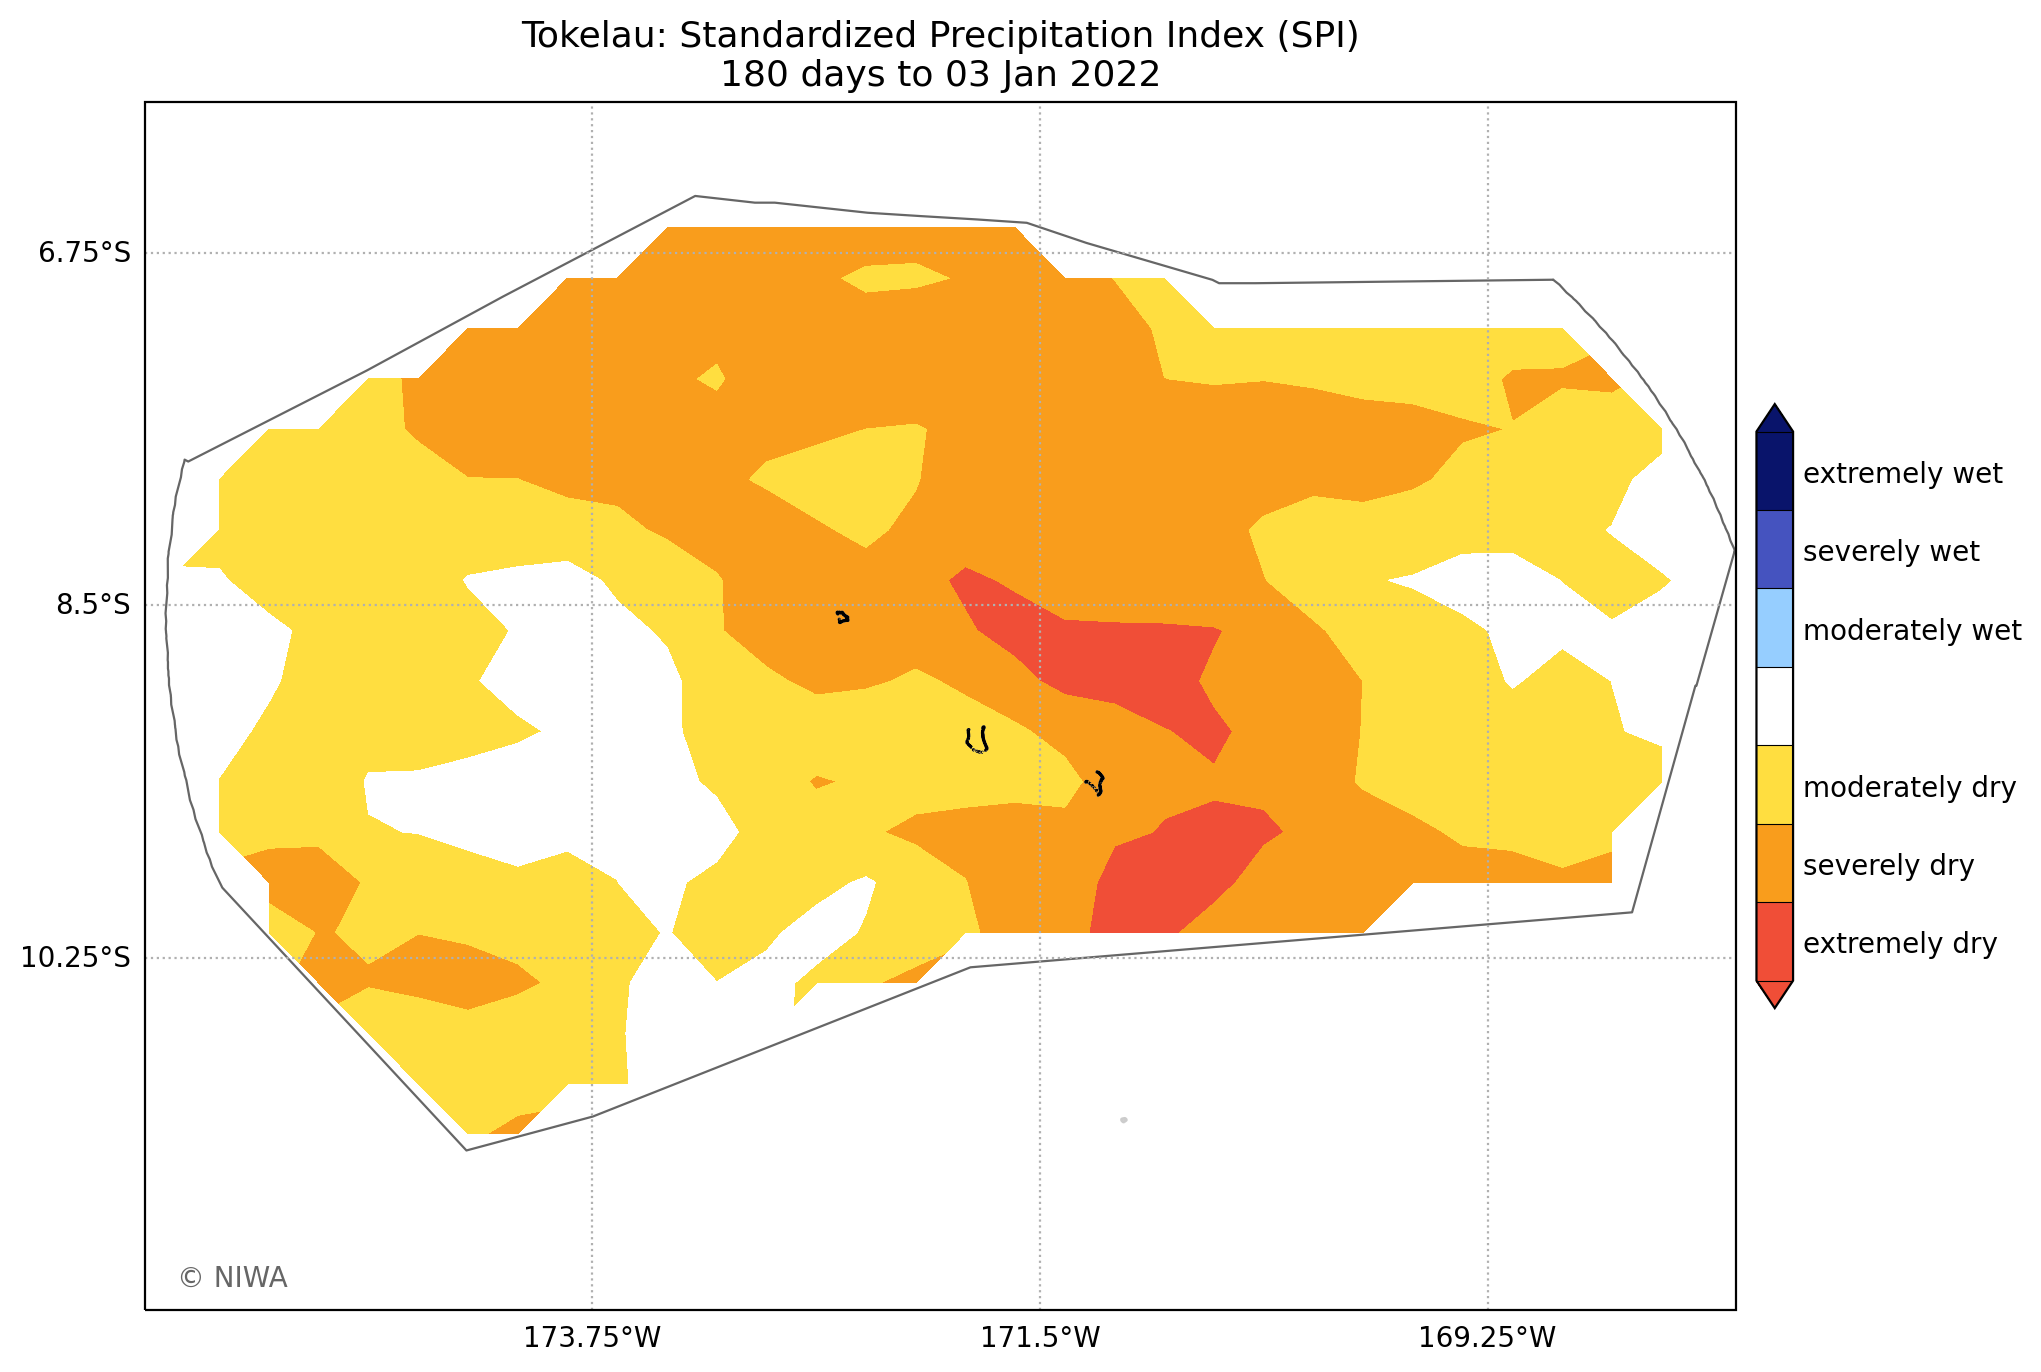 Tokelau: Standardized Precipitation Index (SPI)
180 days to 03 Jan 2022
6.75°S
8.5°S
10.25°S
173.75°W
171.5°W
169.25°W
extremely wet
severely wet
moderately wet
moderately dry
severely dry
extremely dry
© NIWA